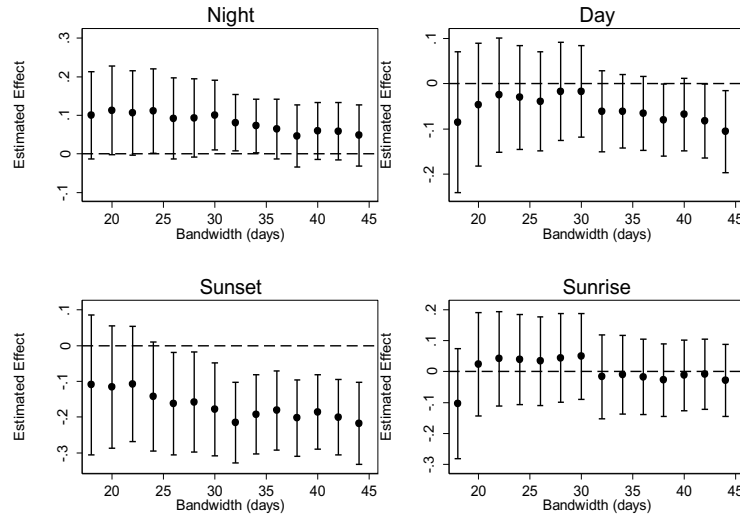 Night
Estimated Effect
.3
.2
.1
0
-.1
20 25 30 35 40 45
Bandwidth (days)
Day
Estimated Effect
.1
0
-.1
-.2
20 25 30 35 40 45
Bandwidth (days)
Sunset
Estimated Effect
.1
0
-.1
-.2
-.3
20 25 30 35 40 45
Bandwidth (days)
Sunrise
Estimated Effect
.2
.1
0
-.1
-.2
-.3
20 25 30 35 40 45
Bandwidth (days)